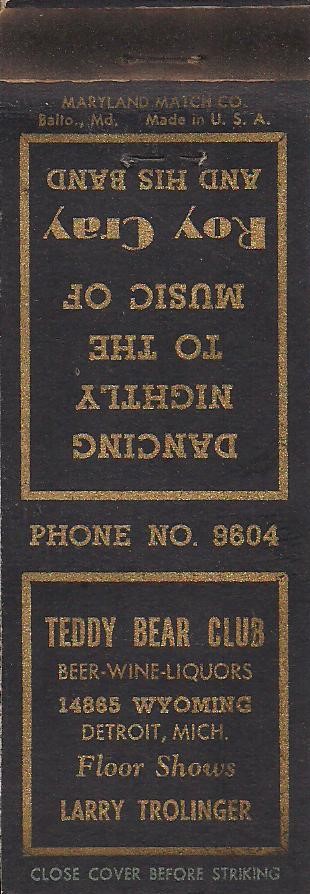 MARYLAND MATCH CO.
Balto., Md. Made in U. S. A.
DANCING
NIGHTLY
TO THE
MUSIC OF
Roy Cray
AND HIS BAND
PHONE NO. 9604
TEDDY BEAR CLUB
BEER-WINE-LIQUORS
14865 WYOMING
DETROIT, MICH.
Floor Shows
LARRY TROLINGER
CLOSE COVER BEFORE STRIKING